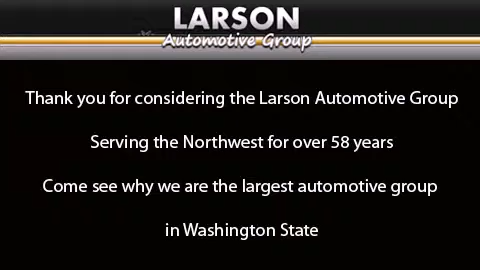 LARSON
Automotive Group
Thank you for considering the Larson Automotive Group
Serving the Northwest for over 58 years
Come see why we are the largest automotive group
in Washington State